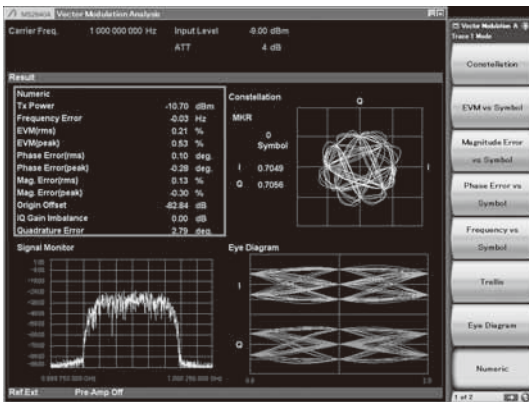 MS2840A Vector Modulation Analysis
Carrier Freq. 1 000 000 000 Hz Input Level -9.00 dBm
ATT 4 dB
Result
Numeric
Tx Power -10.70 dBm
Frequency Error -0.03 Hz
EVM(rms) 0.21 %
EVM(peak) 0.53 %
Phase Error(rms) 0.10 deg.
Phase Error(peak) -0.28 deg.
Mag. Error(rms) 0.13 %
Mag. Error(peak) -0.30 %
Origin Offset -82.84 dB
IQ Gain Imbalance 0.00 dB
Quadrature Error 2.79 deg.
Constellation
MKR
0
Symbol
I 0.7049
Q 0.7056
Q
I
Signal Monitor
Eye Diagram
I
Q
0.0 2.0
Ref.Ext Pre-Amp Off
Vector Modulation A
Trace 1 Mode
Constellation
EVM vs Symbol
Magnitude Error
vs Symbol
Phase Error vs
Symbol
Frequency vs
Symbol
Trellis
Eye Diagram
Numeric
1 of 2